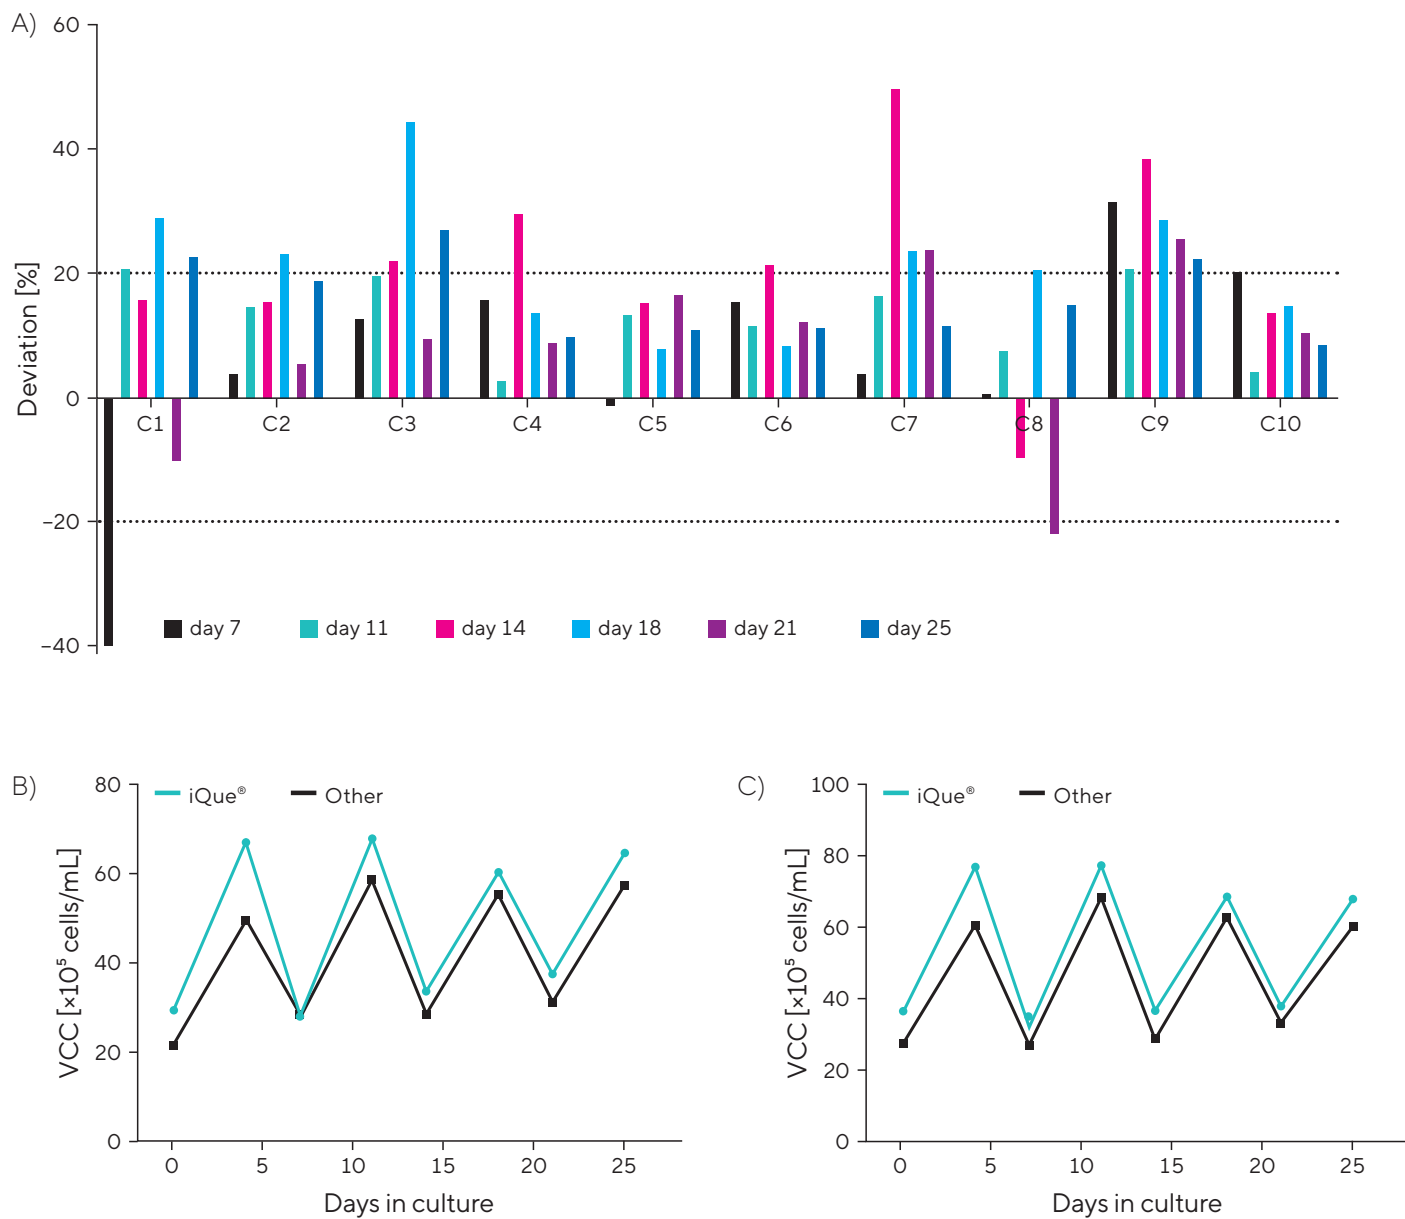 A)
60
40
20
0
−20
−40
Deviation [%]
C1 C2 C3 C4 C5 C6 C7 C8 C9 C10
day 7 day 11 day 14 day 18 day 21 day 25
B)
80
60
40
20
0
VCC [×10⁵ cells/mL]
iQue® Other
0 5 10 15 20 25
Days in culture
C)
100
80
60
40
20
0
VCC [×10⁵ cells/mL]
iQue® Other
0 5 10 15 20 25
Days in culture